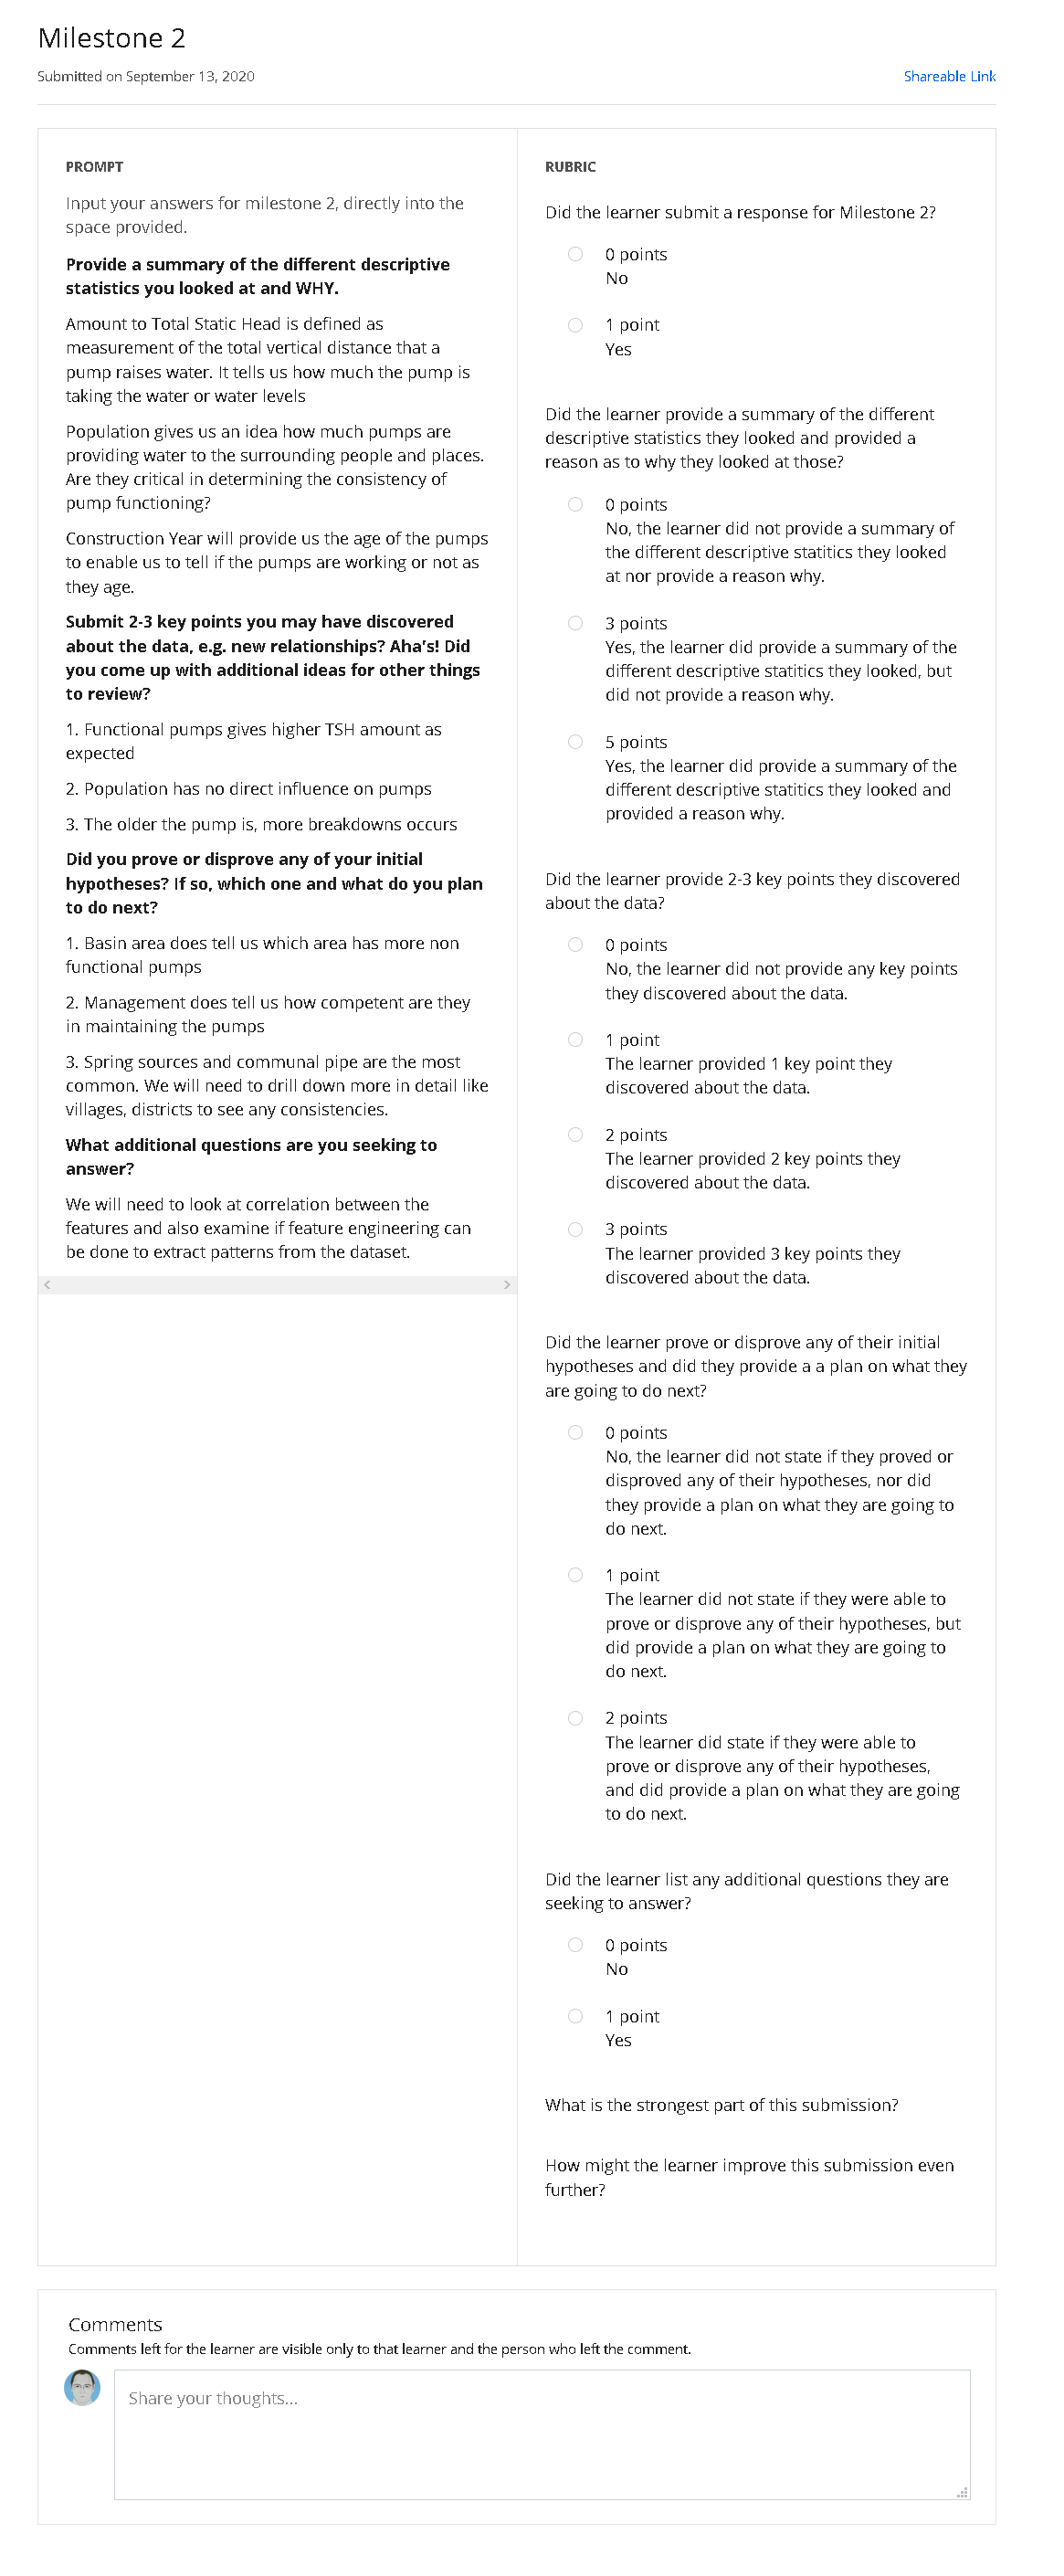 Milestone 2
Submitted on September 13, 2020
Shareable Link
PROMPT
Input your answers for milestone 2, directly into the
space provided.
Provide a summary of the different descriptive
statistics you looked at and WHY.
Amount to Total Static Head is defined as
measurement of the total vertical distance that a
pump raises water. It tells us how much the pump is
taking the water or water levels
Population gives us an idea how much pumps are
providing water to the surrounding people and places.
Are they critical in determining the consistency of
pump functioning?
Construction Year will provide us the age of the pumps
to enable us to tell if the pumps are working or not as
they age.
Submit 2-3 key points you may have discovered
about the data, e.g. new relationships? Aha's! Did
you come up with additional ideas for other things
to review?
1. Functional pumps gives higher TSH amount as
expected
2. Population has no direct influence on pumps
3. The older the pump is, more breakdowns occurs
Did you prove or disprove any of your initial
hypotheses? If so, which one and what do you plan
to do next?
1. Basin area does tell us which area has more non
functional pumps
2. Management does tell us how competent are they
in maintaining the pumps
3. Spring sources and communal pipe are the most
common. We will need to drill down more in detail like
villages, districts to see any consistencies.
What additional questions are you seeking to
answer?
We will need to look at correlation between the
features and also examine if feature engineering can
be done to extract patterns from the dataset.
RUBRIC
Did the learner submit a response for Milestone 2?
0 points
No
1 point
Yes
Did the learner provide a summary of the different
descriptive statistics they looked and provided a
reason as to why they looked at those?
0 points
No, the learner did not provide a summary of
the different descriptive statitics they looked
at nor provide a reason why.
3 points
Yes, the learner did provide a summary of the
different descriptive statitics they looked, but
did not provide a reason why.
5 points
Yes, the learner did provide a summary of the
different descriptive statitics they looked and
provided a reason why.
Did the learner provide 2-3 key points they discovered
about the data?
0 points
No, the learner did not provide any key points
they discovered about the data.
1 point
The learner provided 1 key point they
discovered about the data.
2 points
The learner provided 2 key points they
discovered about the data.
3 points
The learner provided 3 key points they
discovered about the data.
Did the learner prove or disprove any of their initial
hypotheses and did they provide a a plan on what they
are going to do next?
0 points
No, the learner did not state if they proved or
disproved any of their hypotheses, nor did
they provide a plan on what they are going to
do next.
1 point
The learner did not state if they were able to
prove or disprove any of their hypotheses, but
did provide a plan on what they are going to
do next.
2 points
The learner did state if they were able to
prove or disprove any of their hypotheses,
and did provide a plan on what they are going
to do next.
Did the learner list any additional questions they are
seeking to answer?
0 points
No
1 point
Yes
What is the strongest part of this submission?
How might the learner improve this submission even
further?
Comments
Comments left for the learner are visible only to that learner and the person who left the comment.
Share your thoughts...